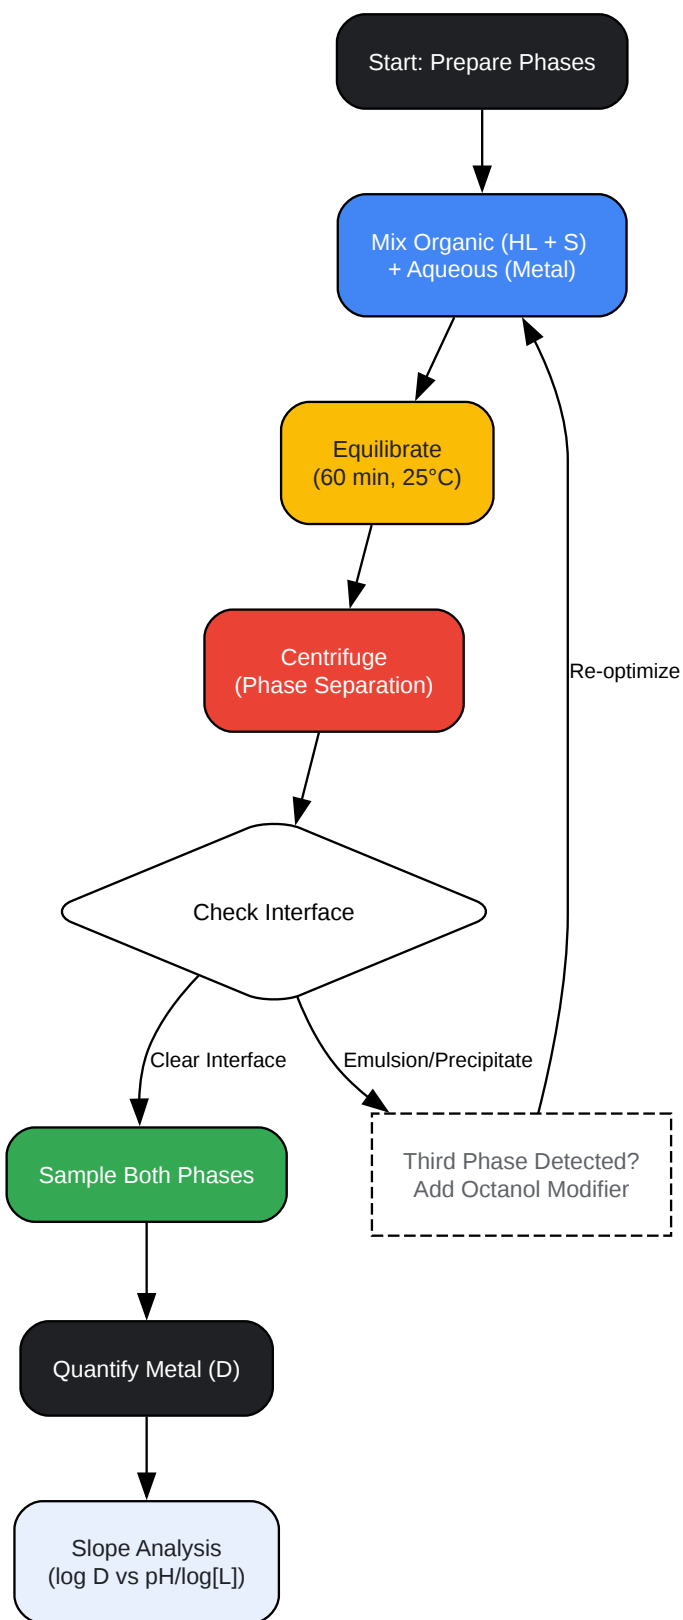 Start: Prepare Phases
Mix Organic (HL + S)
+ Aqueous (Metal)
Equilibrate
(60 min, 25°C)
Centrifuge
(Phase Separation)
Re-optimize
Check Interface
Clear Interface
Emulsion/Precipitate
Sample Both Phases
Third Phase Detected?
Add Octanol Modifier
Quantify Metal (D)
Slope Analysis
(log D vs pH/log[L])